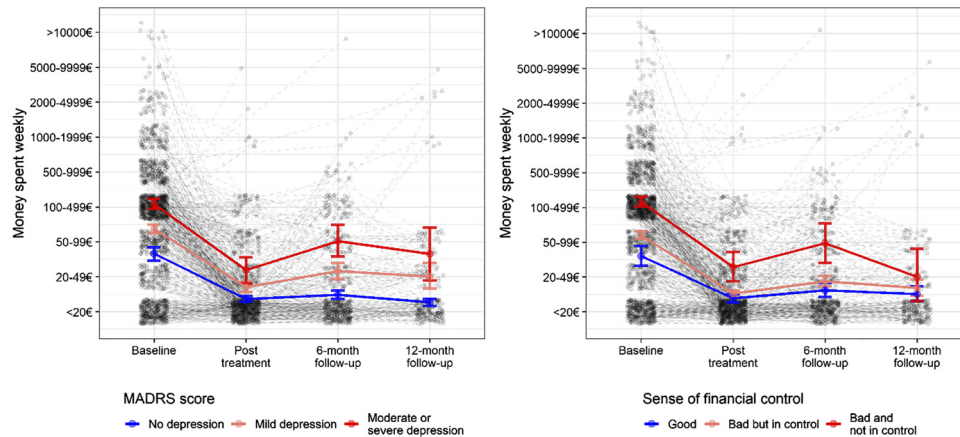 Money spent weekly
>10000€
5000-9999€
2000-4999€
1000-1999€
500-999€
100-499€
50-99€
20-49€
<20€
Baseline
Post
treatment
6-month
follow-up
12-month
follow-up
MADRS score
No depression
Mild depression
Moderate or
severe depression
Money spent weekly
>10000€
5000-9999€
2000-4999€
1000-1999€
500-999€
100-499€
50-99€
20-49€
<20€
Baseline
Post
treatment
6-month
follow-up
12-month
follow-up
Sense of financial control
Good
Bad but in control
Bad and
not in control